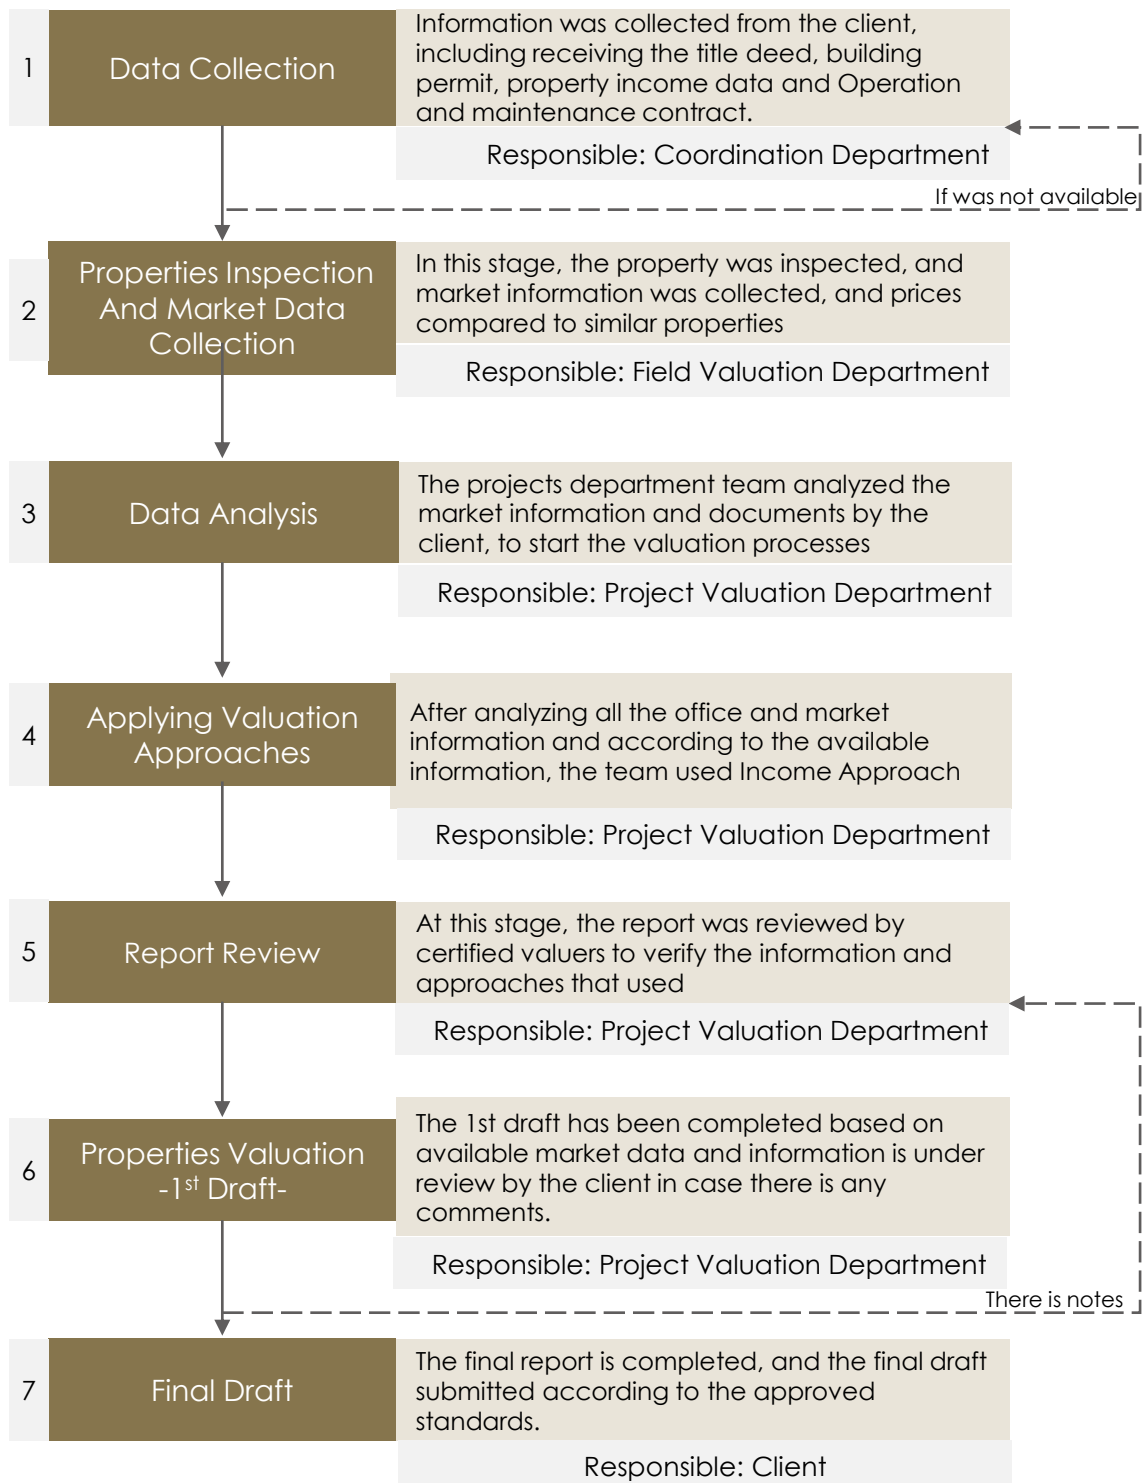 1
Data Collection
Information was collected from the client,
including receiving the title deed, building
permit, property income data and Operation
and maintenance contract.
Responsible: Coordination Department
If was not available
2
Properties Inspection
And Market Data
Collection
In this stage, the property was inspected, and
market information was collected, and prices
compared to similar properties
Responsible: Field Valuation Department
3
Data Analysis
The projects department team analyzed the
market information and documents by the
client, to start the valuation processes
Responsible: Project Valuation Department
4
Applying Valuation
Approaches
After analyzing all the office and market
information and according to the available
information, the team used Income Approach
Responsible: Project Valuation Department
5
Report Review
At this stage, the report was reviewed by
certified valuers to verify the information and
approaches that used
Responsible: Project Valuation Department
6
Properties Valuation
-1st Draft-
The 1st draft has been completed based on
available market data and information is under
review by the client in case there is any
comments.
Responsible: Project Valuation Department
There is notes
7
Final Draft
The final report is completed, and the final draft
submitted according to the approved
standards.
Responsible: Client